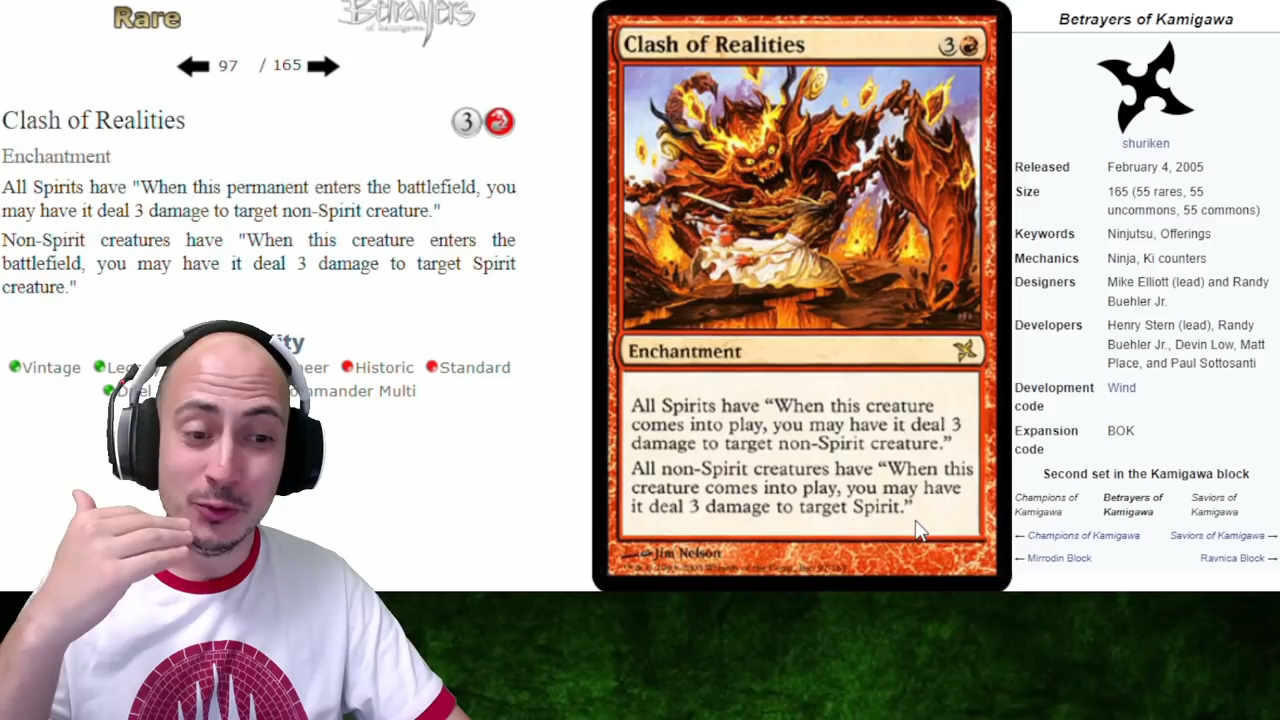 Rare
Betrayers
of Kamigawa
97 / 165
Clash of Realities
3
Enchantment
All Spirits have "When this permanent enters the battlefield, you
may have it deal 3 damage to target non-Spirit creature."
Non-Spirit creatures have "When this creature enters the
battlefield, you may have it deal 3 damage to target Spirit
creature."
Vintage
Historic
Standard
Commander Multi
Clash of Realities
3
Enchantment
All Spirits have “When this creature
comes into play, you may have it deal 3
damage to target non-Spirit creature.”
All non-Spirit creatures have “When this
creature comes into play, you may have
it deal 3 damage to target Spirit.”
Jim Nelson
Betrayers of Kamigawa
shuriken
Released February 4, 2005
Size 165 (55 rares, 55
uncommons, 55 commons)
Keywords Ninjutsu, Offerings
Mechanics Ninja, Ki counters
Designers Mike Elliott (lead) and Randy
Buehler Jr.
Developers Henry Stern (lead), Randy
Buehler Jr., Devin Low, Matt
Place, and Paul Sottosanti
Development Wind
code
Expansion BOK
code
Second set in the Kamigawa block
Champions of Betrayers of Saviors of
Kamigawa Kamigawa Kamigawa
← Champions of Kamigawa Saviors of Kamigawa →
← Mirrodin Block Ravnica Block →